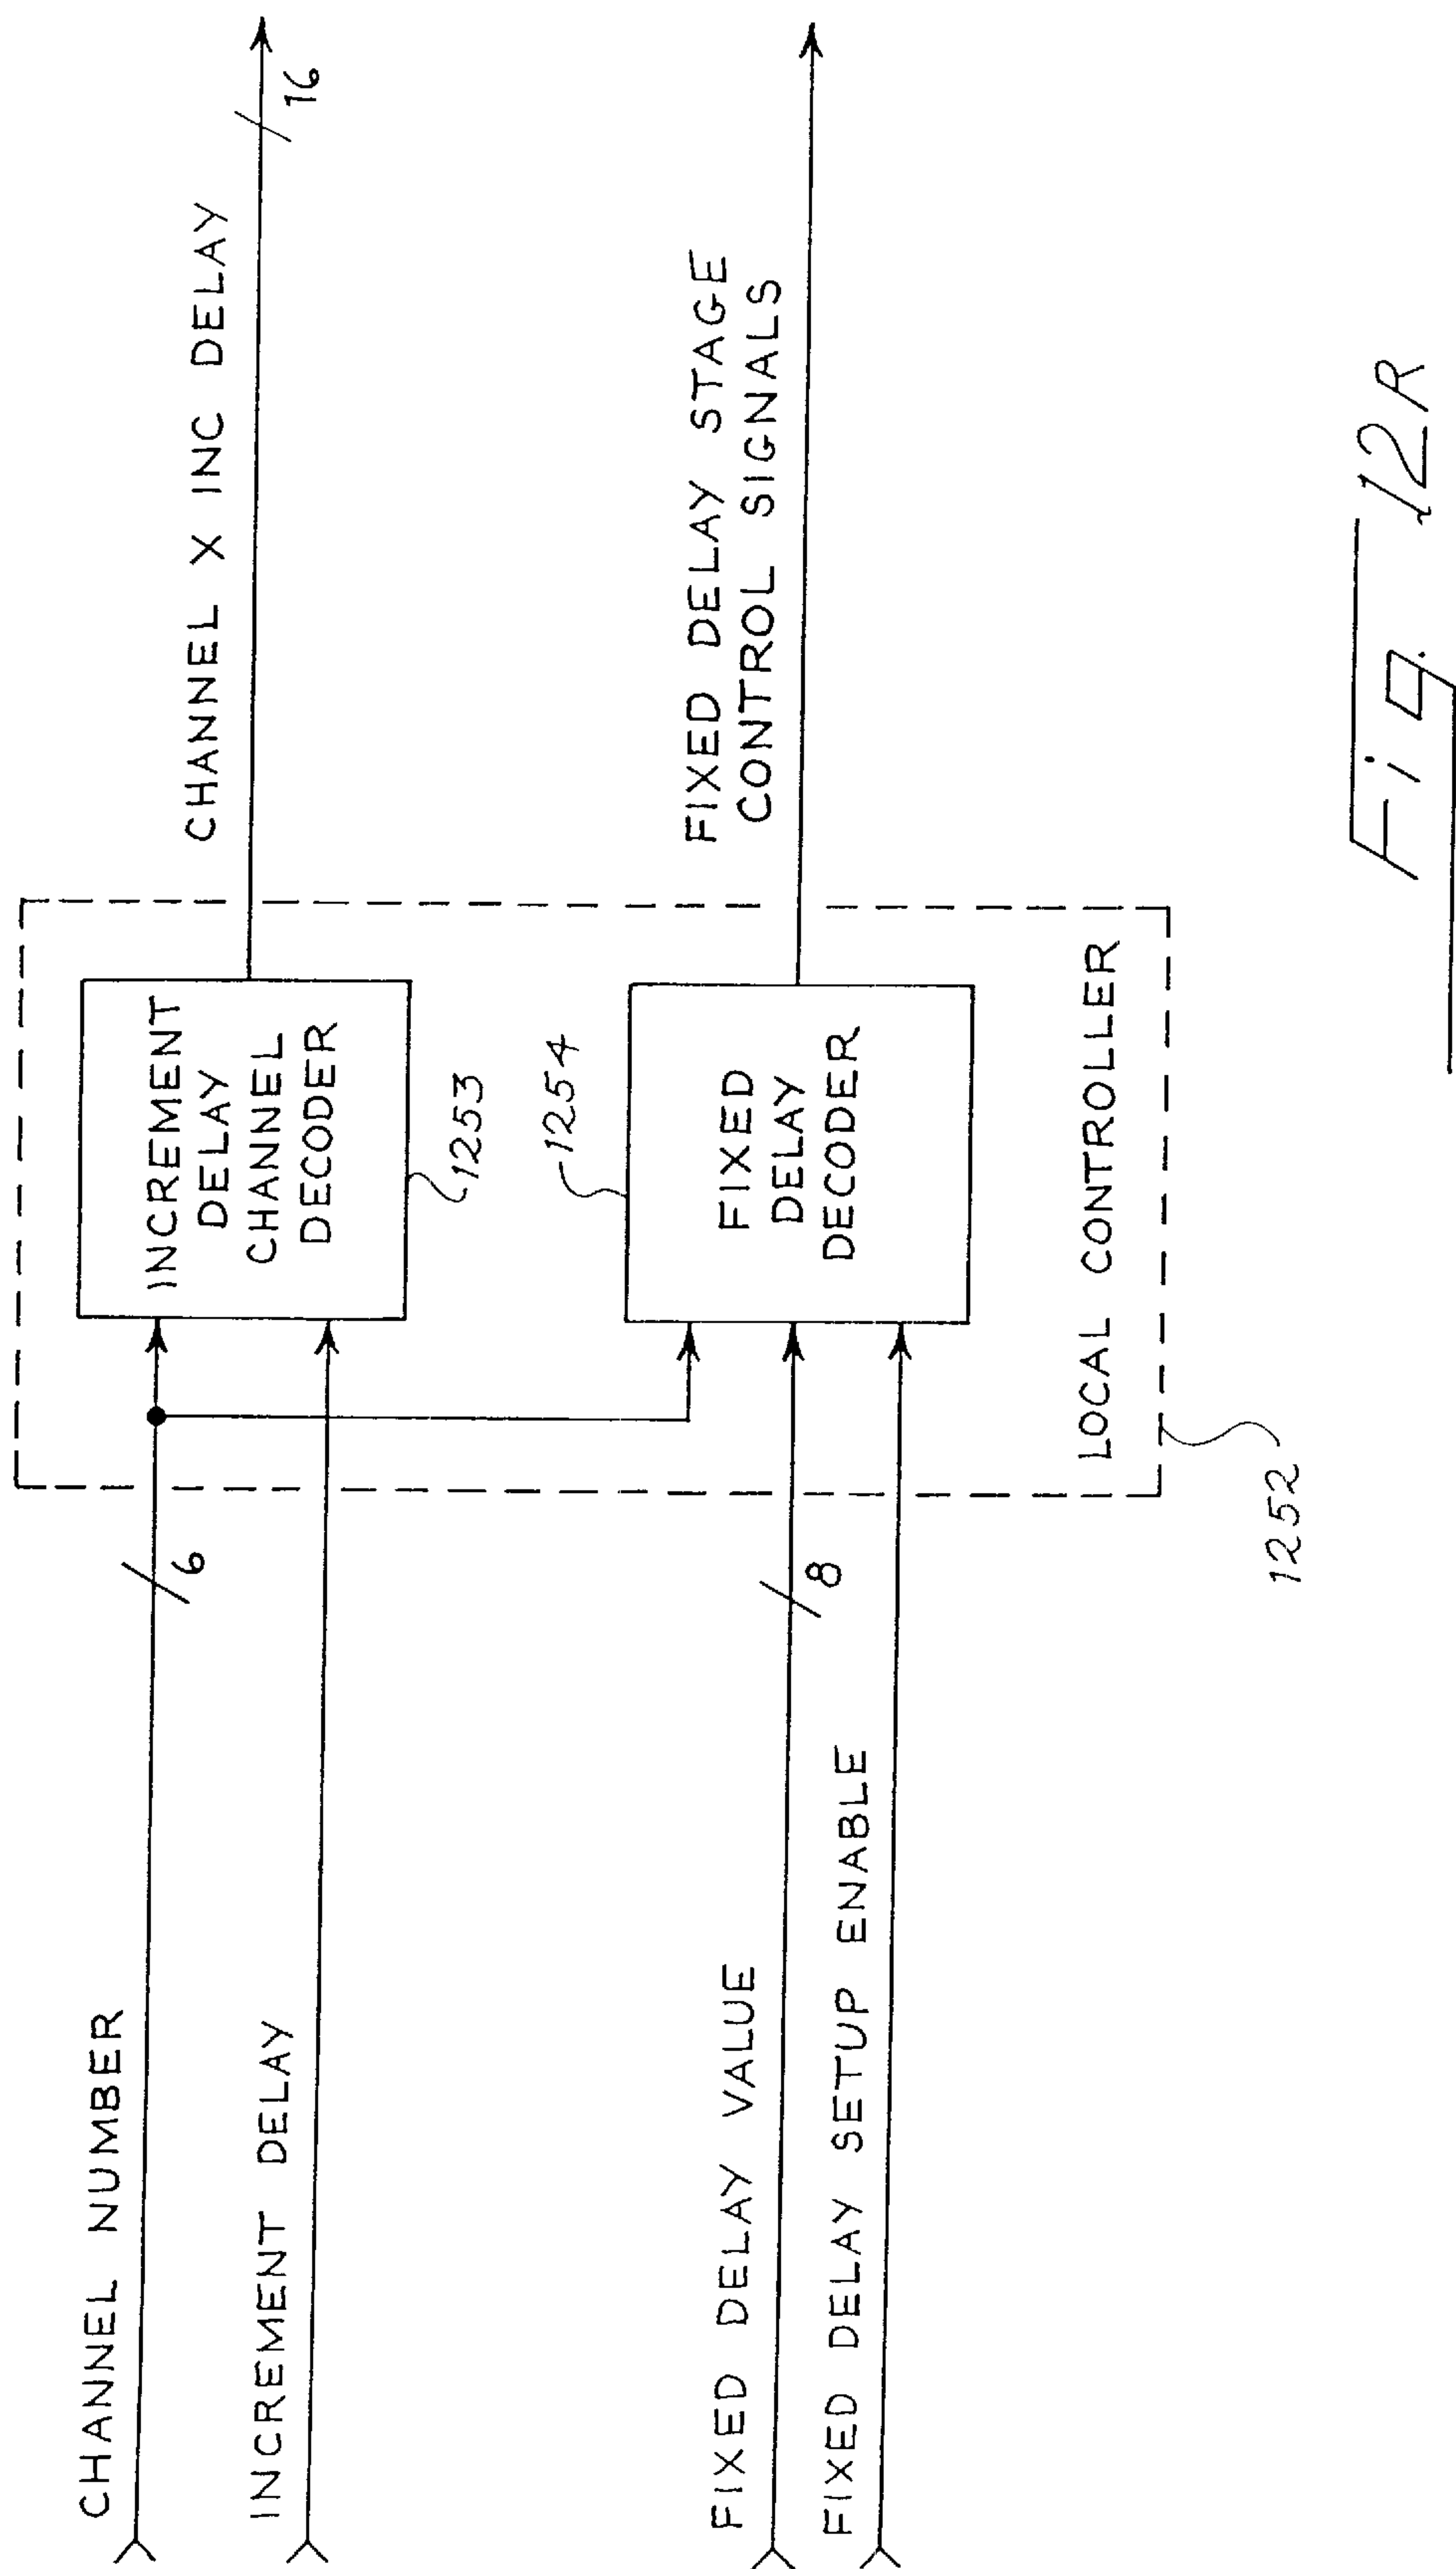 CHANNEL NUMBER
6
INCREMENT DELAY
INCREMENT
DELAY
CHANNEL
DECODER
1253
CHANNEL X INC DELAY
16
FIXED DELAY VALUE
8
FIXED DELAY SETUP ENABLE
1254
FIXED
DELAY
DECODER
FIXED DELAY STAGE
CONTROL SIGNALS
LOCAL CONTROLLER
1252
Fig. 12R